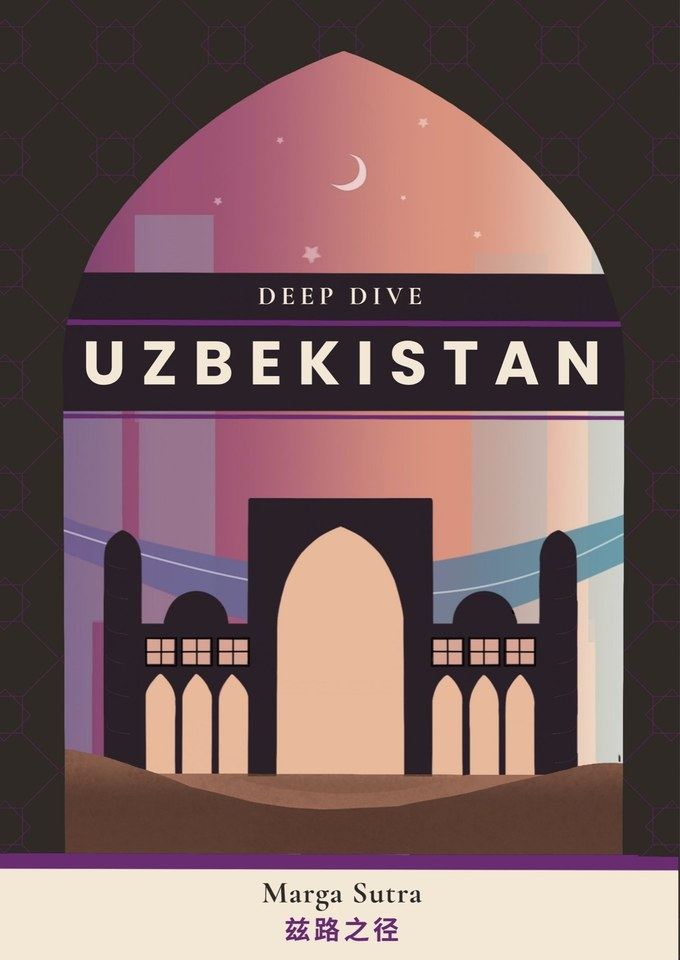 DEEP DIVE
UZBEKISTAN
Marga Sutra
兹路之径